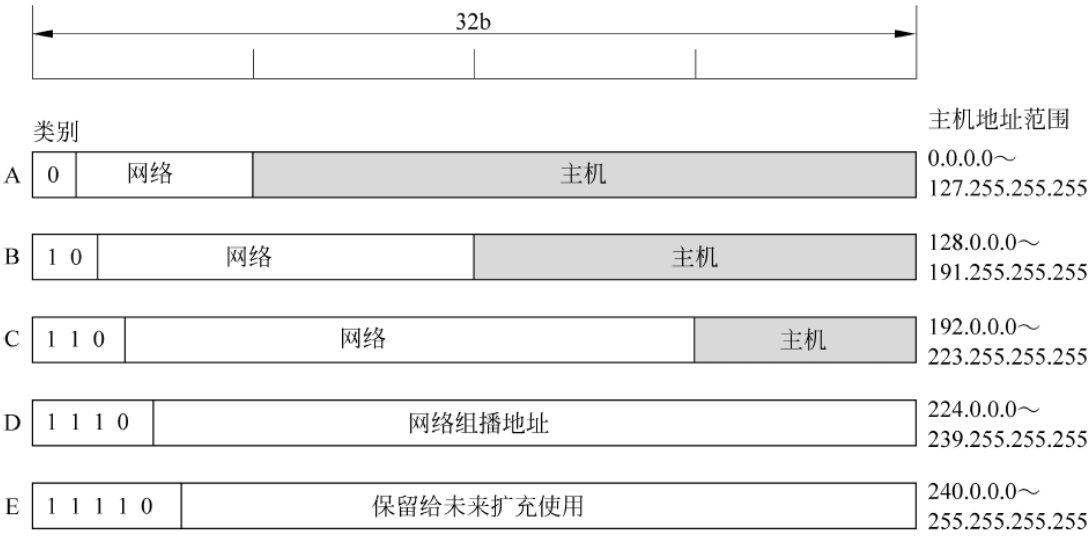 32b
类别
主机地址范围
A 0 网络 主机 0.0.0.0～
127.255.255.255
B 1 0 网络 主机 128.0.0.0～
191.255.255.255
C 1 1 0 网络 主机 192.0.0.0～
223.255.255.255
D 1 1 1 0 网络组播地址 224.0.0.0～
239.255.255.255
E 1 1 1 1 0 保留给未来扩充使用 240.0.0.0～
255.255.255.255